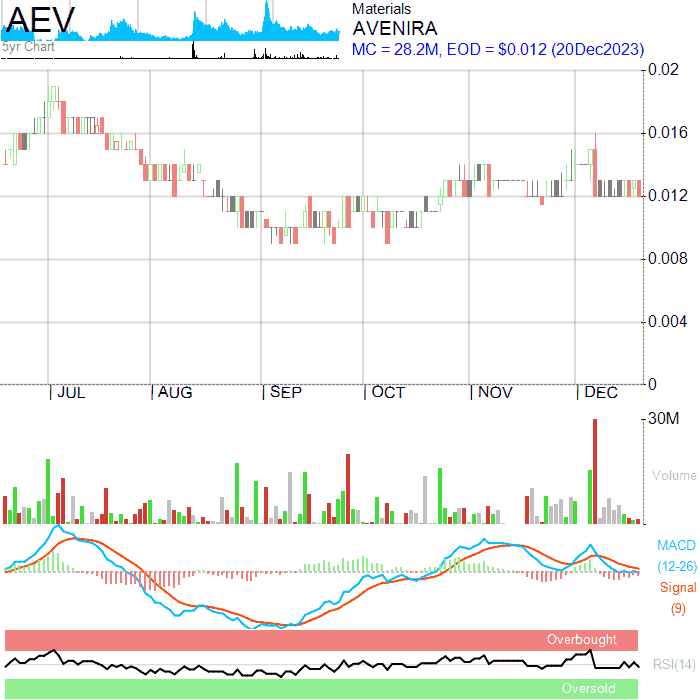 AEV
5yr Chart
Materials
AVENIRA
MC = 28.2M, EOD = $0.012 (20Dec2023)
0.02
0.016
0.012
0.008
0.004
0
JUL AUG SEP OCT NOV DEC
30M
Volume
MACD
(12-26)
Signal
(9)
Overbought
RSI(14)
Oversold